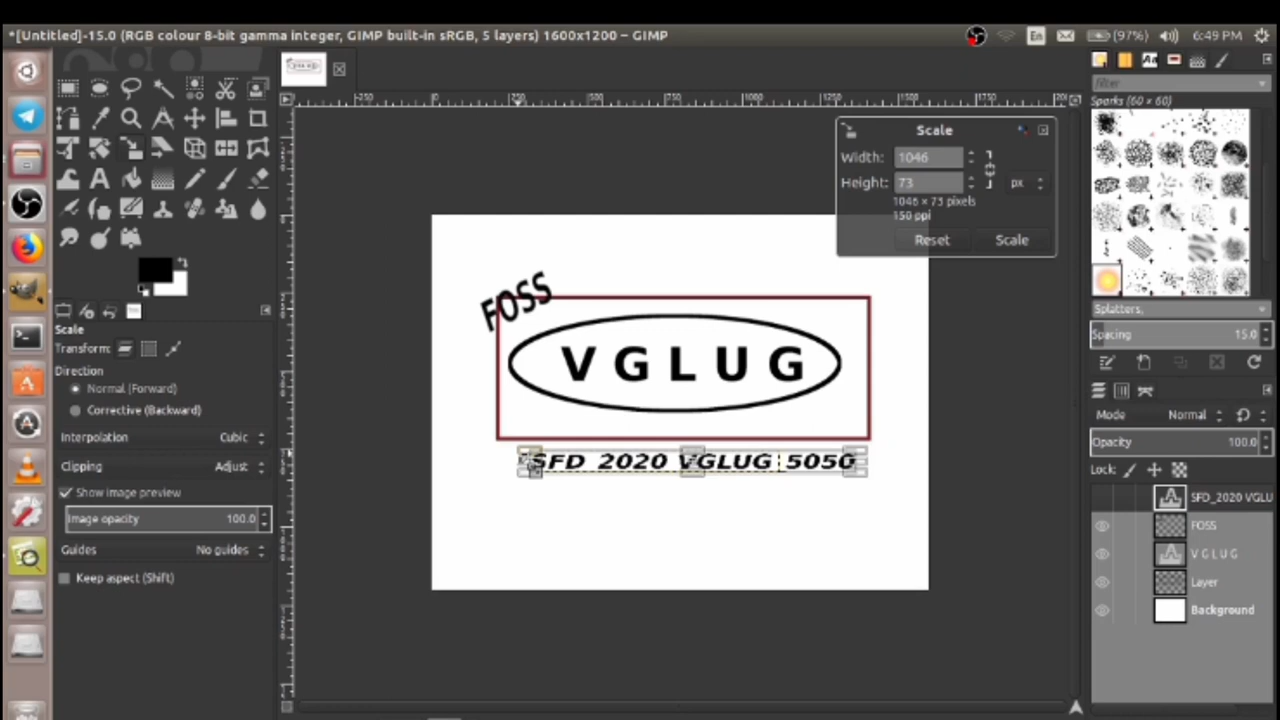 *[Untitled]-15.0 (RGB colour 8-bit gamma integer, GIMP built-in sRGB, 5 layers) 1600x1200 – GIMP
En
(97%)
6:49 PM
filter
Sparks (60 × 60)
Scale
Width: 1046
Height: 73
px
1046 × 73 pixels
150 ppi
Reset
Scale
FOSS
V G L U G
SFD_2020 VGLUG_5050
Scale
Transform:
Direction
Normal (Forward)
Corrective (Backward)
Interpolation Cubic
Clipping Adjust
Show image preview
Image opacity 100.0
Guides No guides
Keep aspect (Shift)
Splatters,
Spacing 15.0
Mode Normal
Opacity 100.0
Lock:
SFD_2020 VGLU
FOSS
V G L U G
Layer
Background